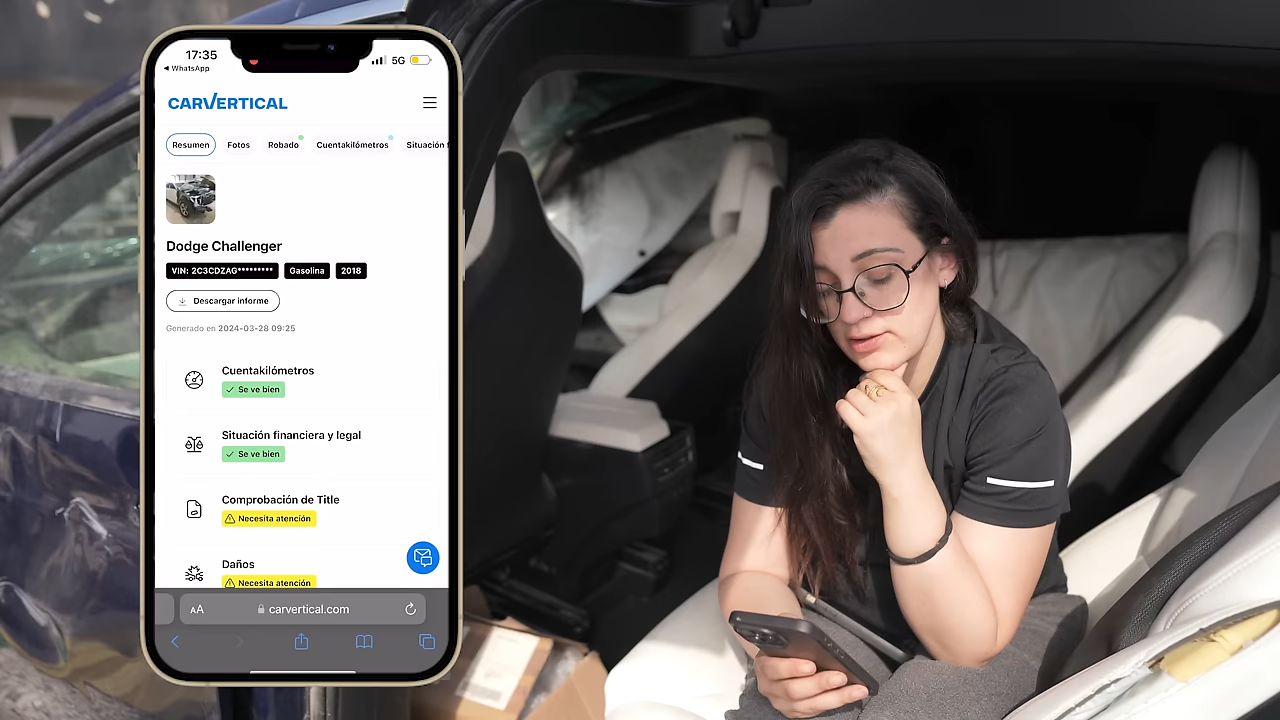 17:35
5G
◀ WhatsApp
CARVERTICAL
Resumen Fotos Robado Cuentakilómetros Situación f
Dodge Challenger
VIN: 2C3CDZAG********* Gasolina 2018
Descargar informe
Generado en 2024-03-28 09:25
Cuentakilómetros
Se ve bien
Situación financiera y legal
Se ve bien
Comprobación de Title
Necesita atención
Daños
Necesita atención
AA carvertical.com